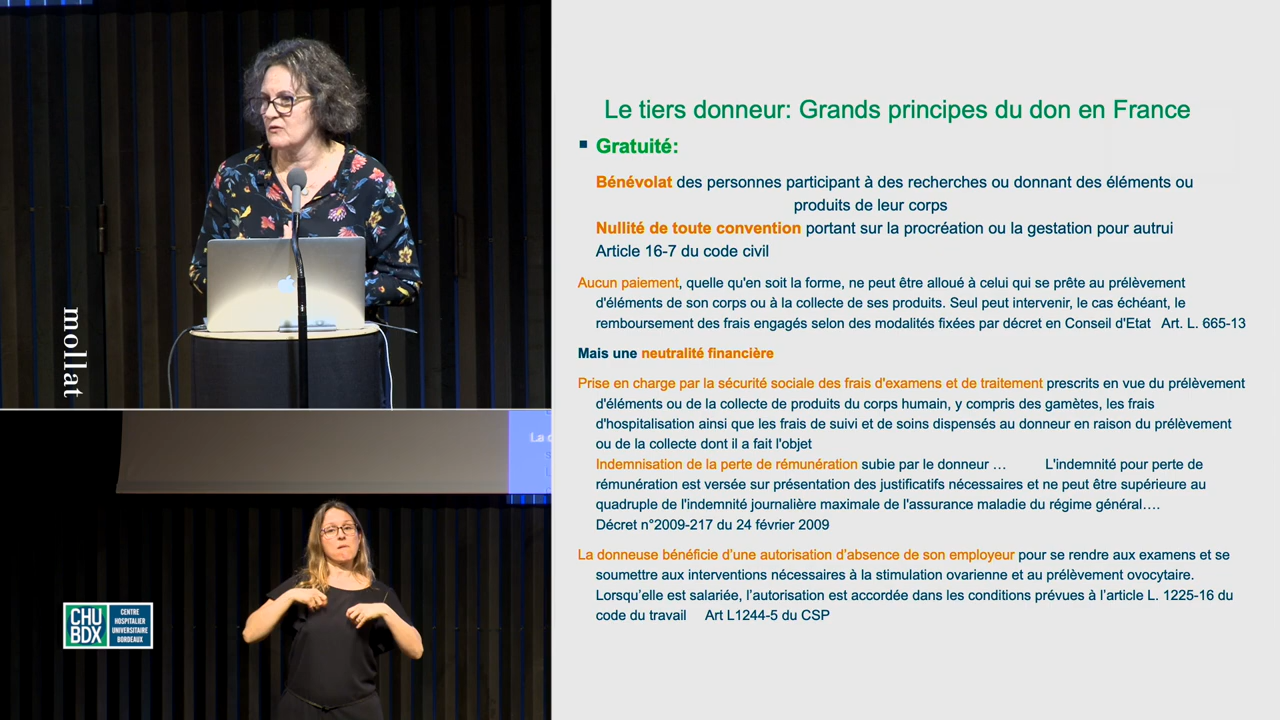 Le tiers donneur: Grands principes du don en France
Gratuité:
Bénévolat des personnes participant à des recherches ou donnant des éléments ou
produits de leur corps
Nullité de toute convention portant sur la procréation ou la gestation pour autrui
Article 16-7 du code civil
Aucun paiement, quelle qu'en soit la forme, ne peut être alloué à celui qui se prête au prélèvement
d'éléments de son corps ou à la collecte de ses produits. Seul peut intervenir, le cas échéant, le
remboursement des frais engagés selon des modalités fixées par décret en Conseil d'Etat Art. L. 665-13
Mais une neutralité financière
Prise en charge par la sécurité sociale des frais d'examens et de traitement prescrits en vue du prélèvement
d'éléments ou de la collecte de produits du corps humain, y compris des gamètes, les frais
d'hospitalisation ainsi que les frais de suivi et de soins dispensés au donneur en raison du prélèvement
ou de la collecte dont il a fait l'objet
Indemnisation de la perte de rémunération subie par le donneur … L'indemnité pour perte de
rémunération est versée sur présentation des justificatifs nécessaires et ne peut être supérieure au
quadruple de l'indemnité journalière maximale de l'assurance maladie du régime général….
Décret n°2009-217 du 24 février 2009
La donneuse bénéficie d’une autorisation d’absence de son employeur pour se rendre aux examens et se
soumettre aux interventions nécessaires à la stimulation ovarienne et au prélèvement ovocytaire.
Lorsqu’elle est salariée, l’autorisation est accordée dans les conditions prévues à l’article L. 1225-16 du
code du travail Art L1244-5 du CSP
mollat
La
CHU
BDX
CENTRE
HOSPITALIER
UNIVERSITAIRE
BORDEAUX